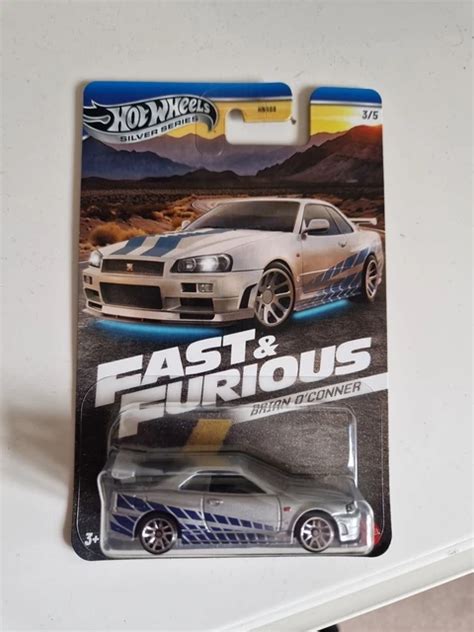 HOT WHEELS
SILVER SERIES
3/5
FAST &
FURIOUS
BRIAN O'CONNER
3+